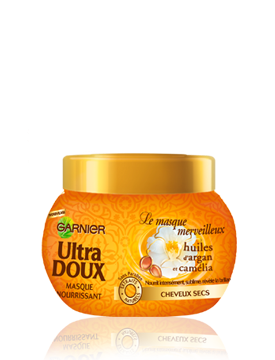 GARNIER
Ultra
DOUX
MASQUE
NOURRISSANT
Le masque
merveilleux
huiles
d'argan
et camélia
CHEVEUX SECS